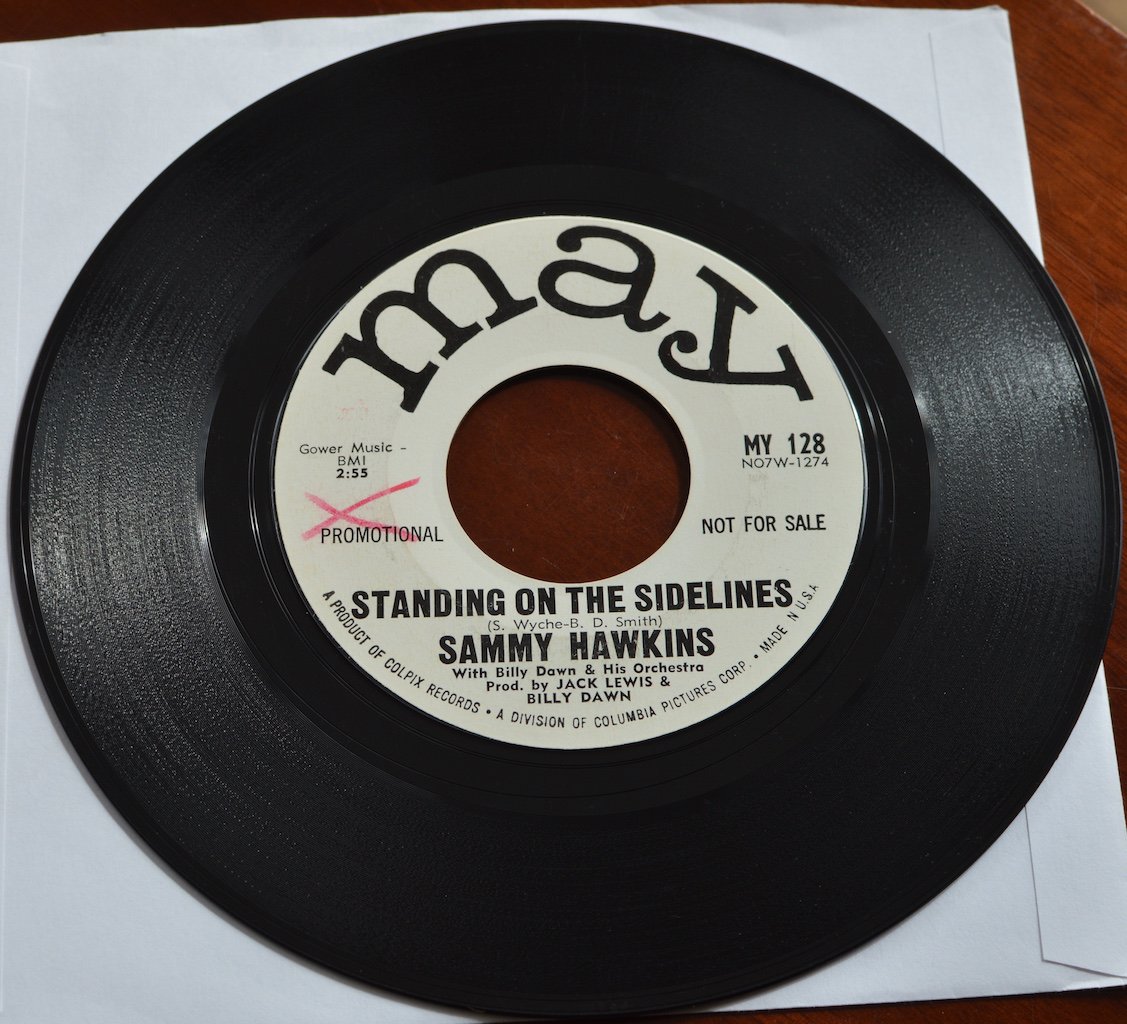 may
Gower Music -
BMI
2:55
MY 128
NO7W-1274
PROMOTIONAL
NOT FOR SALE
STANDING ON THE SIDELINES
(S. Wyche-B. D. Smith)
SAMMY HAWKINS
With Billy Dawn & His Orchestra
Prod. by JACK LEWIS &
BILLY DAWN
A PRODUCT OF COLPIX RECORDS • A DIVISION OF COLUMBIA PICTURES CORP. • MADE IN U.S.A